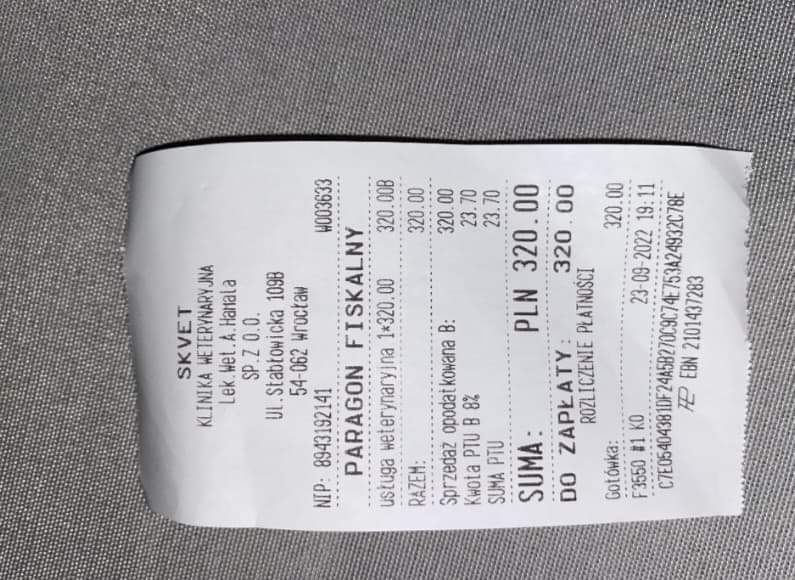 SKVET
KLINIKA WETERYNARYJNA
Lek Wet.A.Hanala
SP.Z O.O.
Ul.Stabłowicka 109B
54-062 Wrocław
NIP: 8943192141 W003633
PARAGON FISKALNY
usługa weterynaryjna 1*320.00 320.00B
RAZEM: 320.00
Sprzedaż opodatkowana B: 320.00
Kwota PTU B 8% 23.70
SUMA PTU 23.70
SUMA: PLN 320.00
DO ZAPŁATY: 320.00
ROZLICZENIE PŁATNOŚCI
Gotówka: 320.00
F3550 #1 KO 23-09-2022 19:11
EBN 2101437283